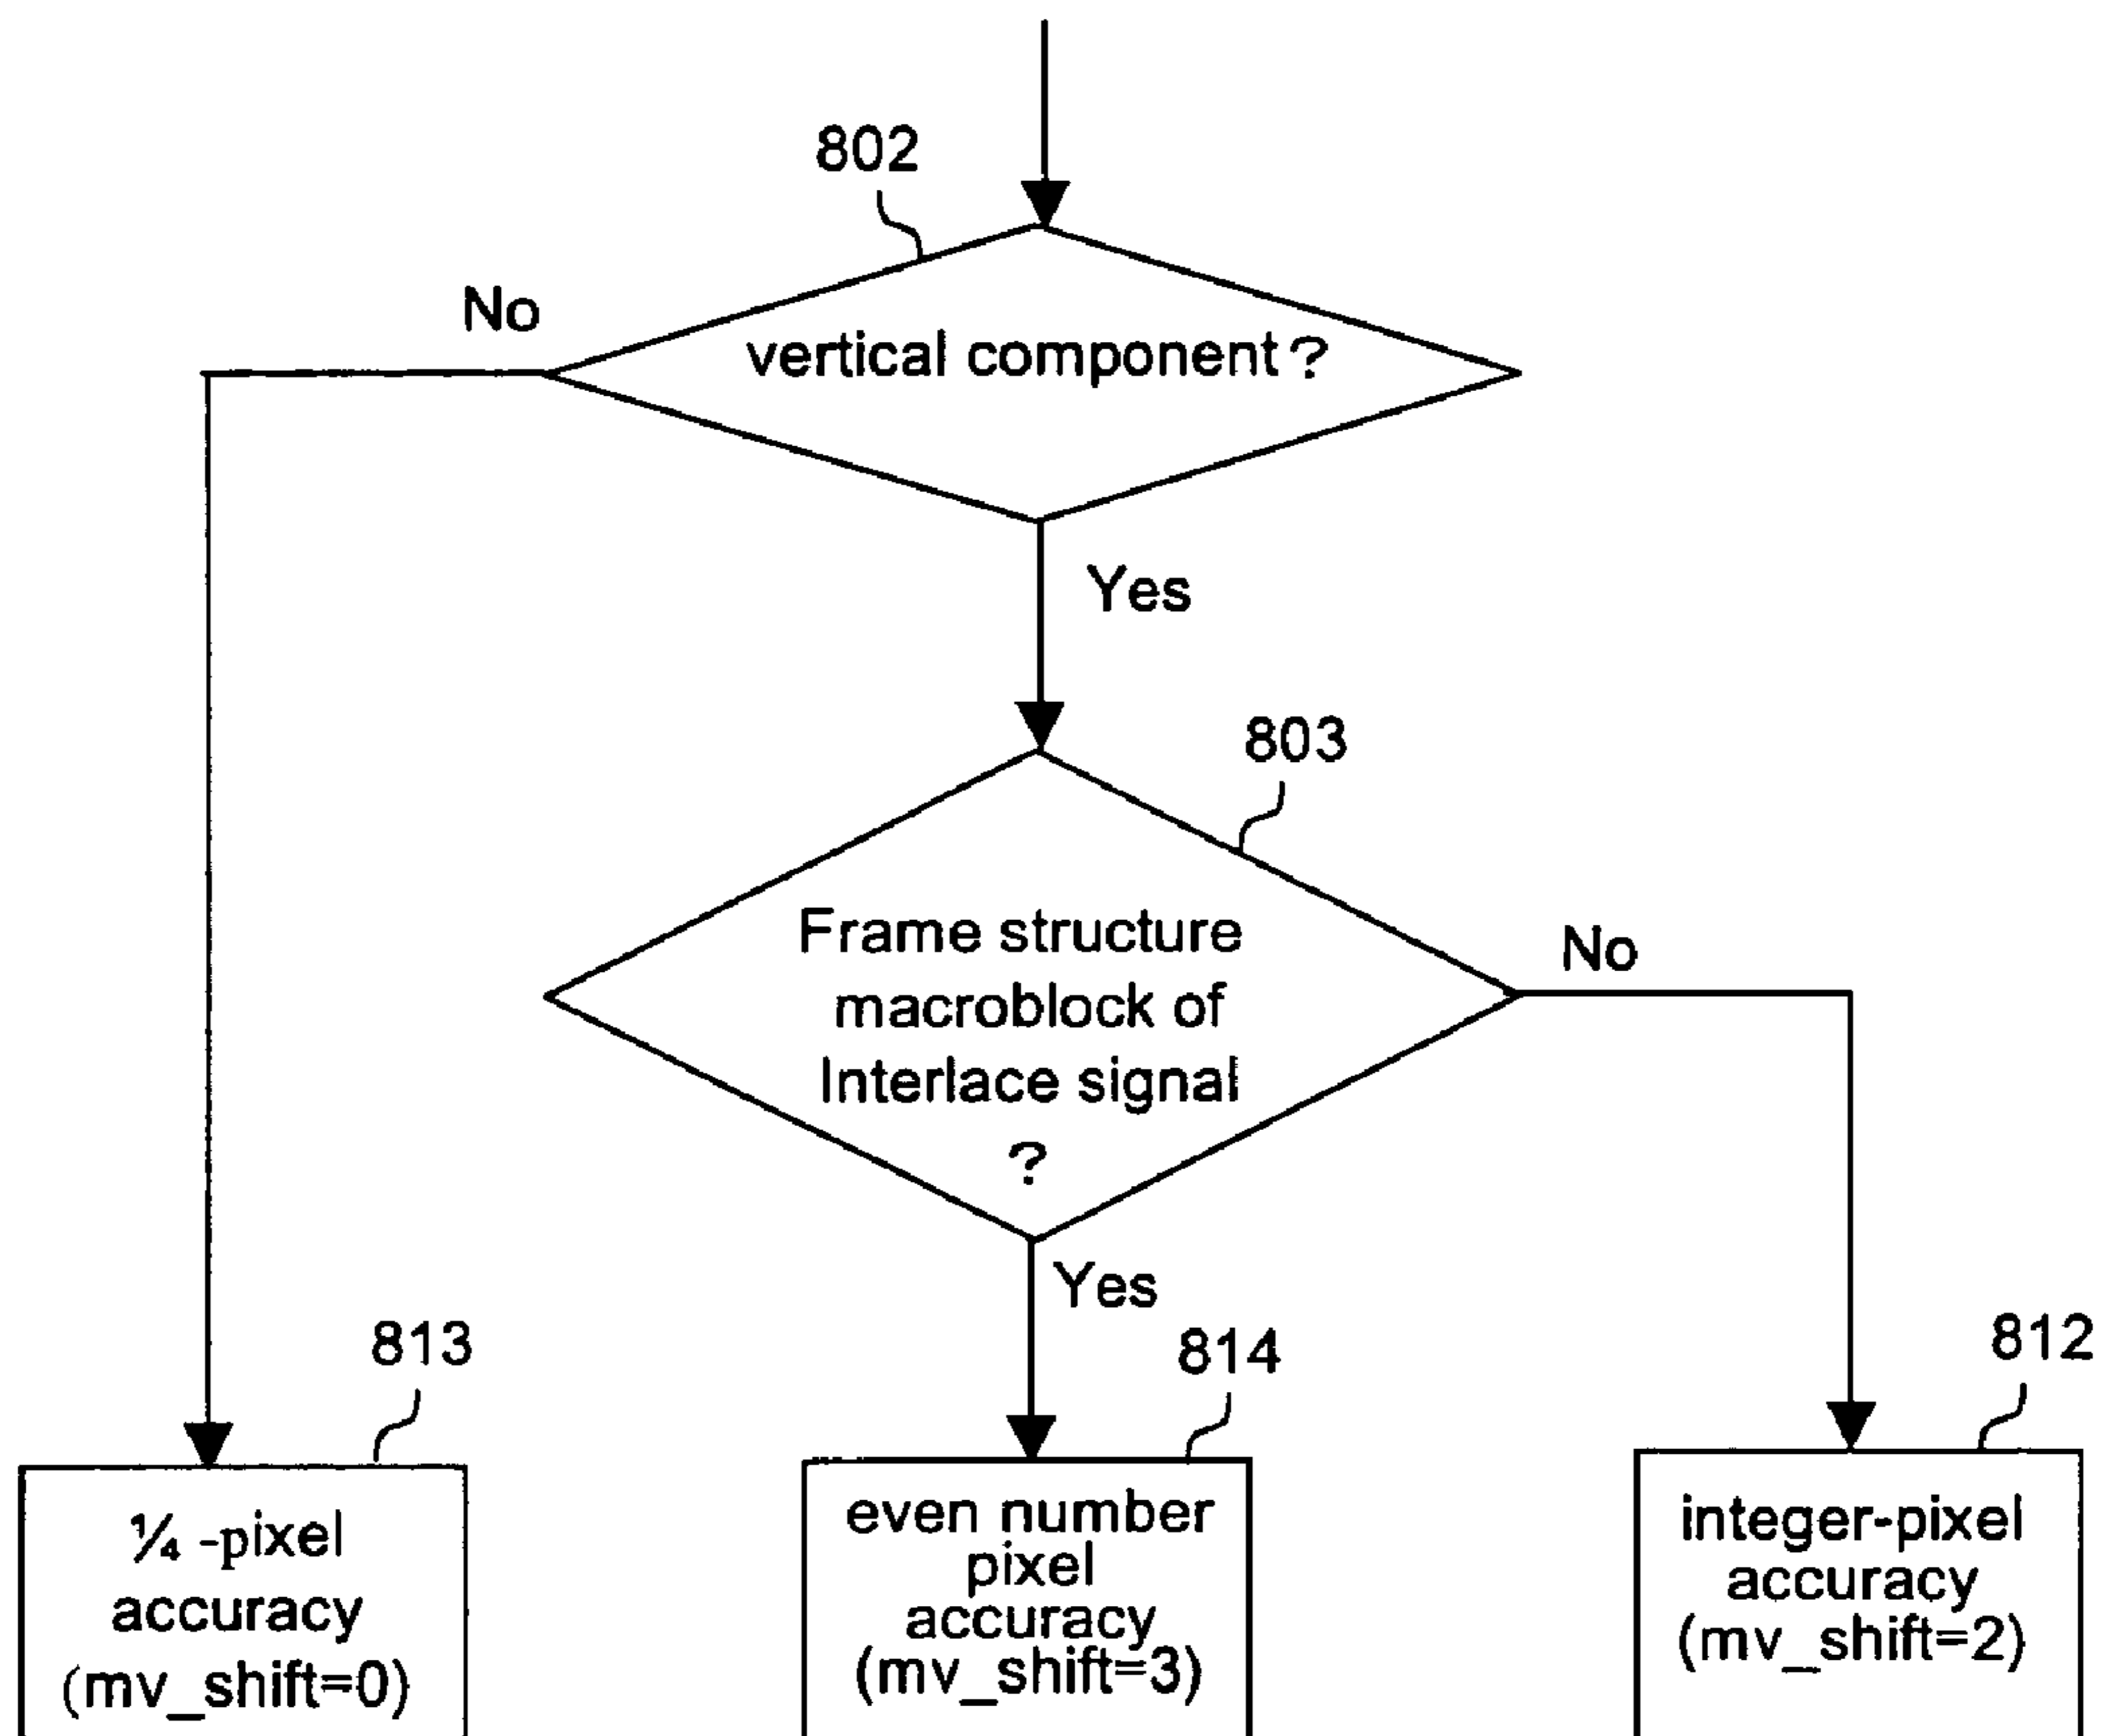 802
No
vertical component?
Yes
803
Frame structure
macroblock of
Interlace signal
?
No
Yes
813
814
812
¼ -pixel
accuracy
(mv_shift=0)
even number
pixel
accuracy
(mv_shift=3)
integer-pixel
accuracy
(mv_shift=2)